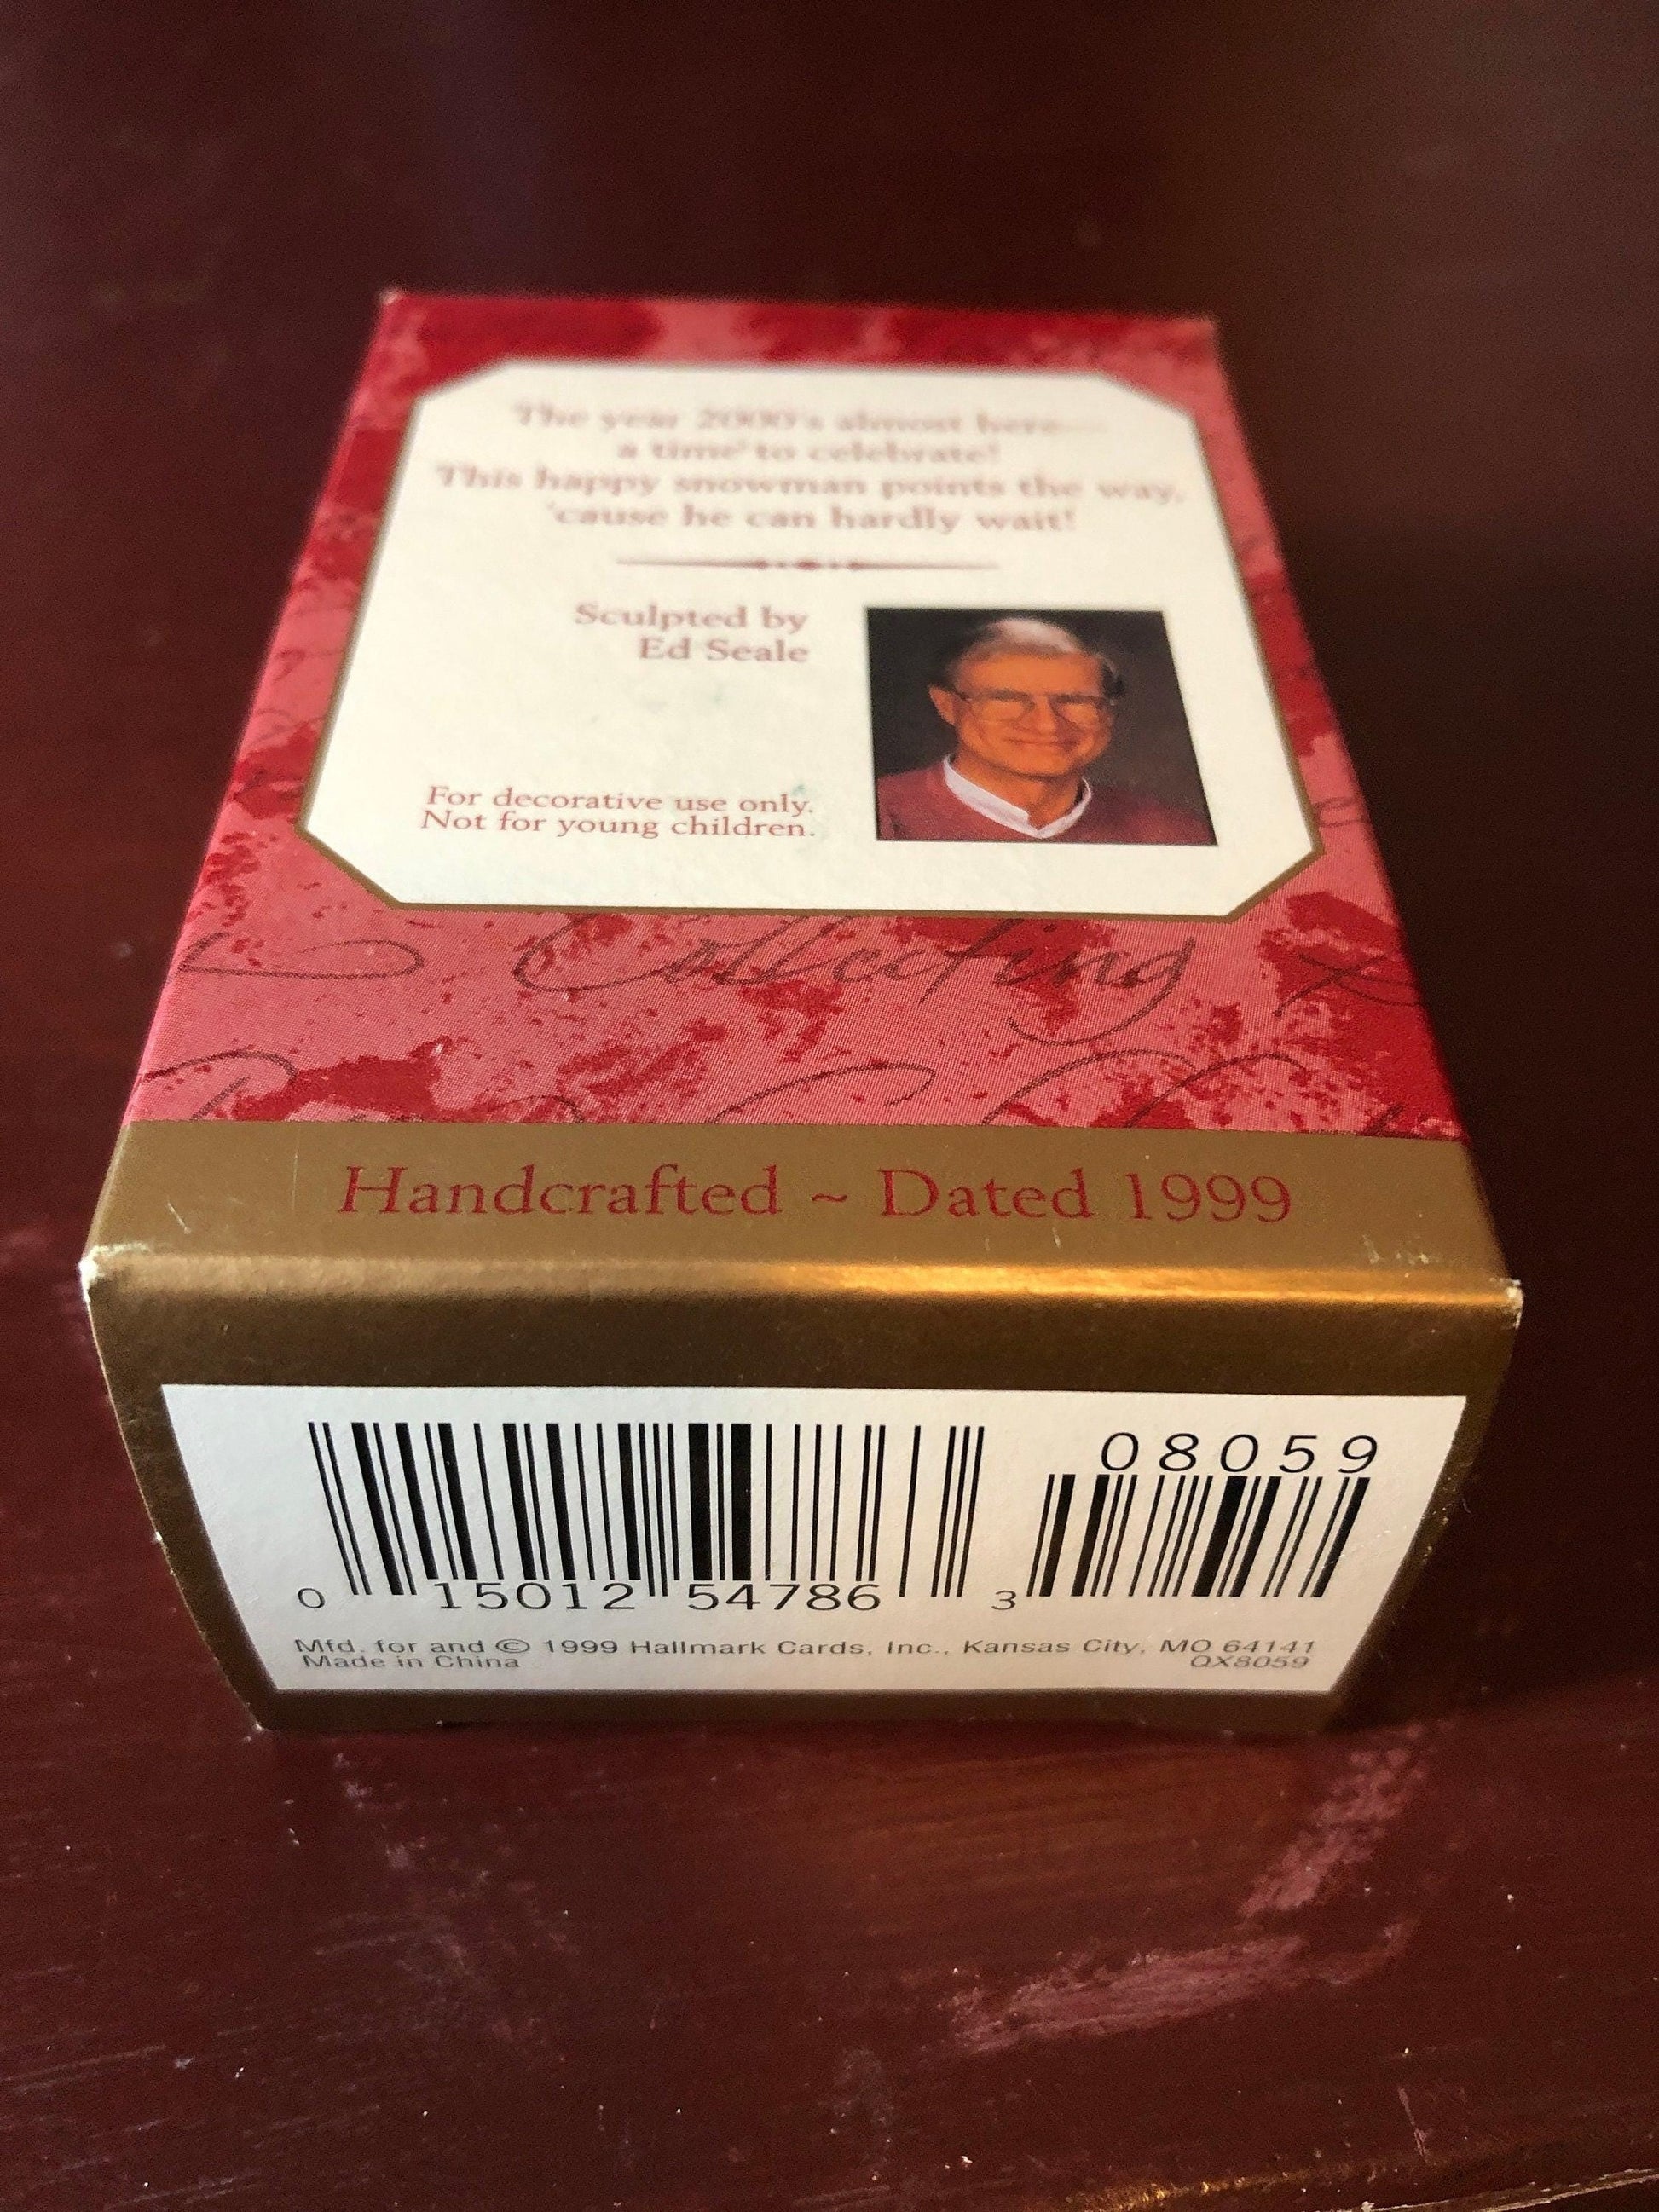 The year 2000's almost here—
a time to celebrate!
This happy snowman points the way,
'cause he can hardly wait!
Sculpted by
Ed Seale
For decorative use only.
Not for young children.
Collecting
Handcrafted ~ Dated 1999
08059
0 15012 54786 3
Mfd. for and © 1999 Hallmark Cards, Inc., Kansas City, MO 64141
Made in China QX8059